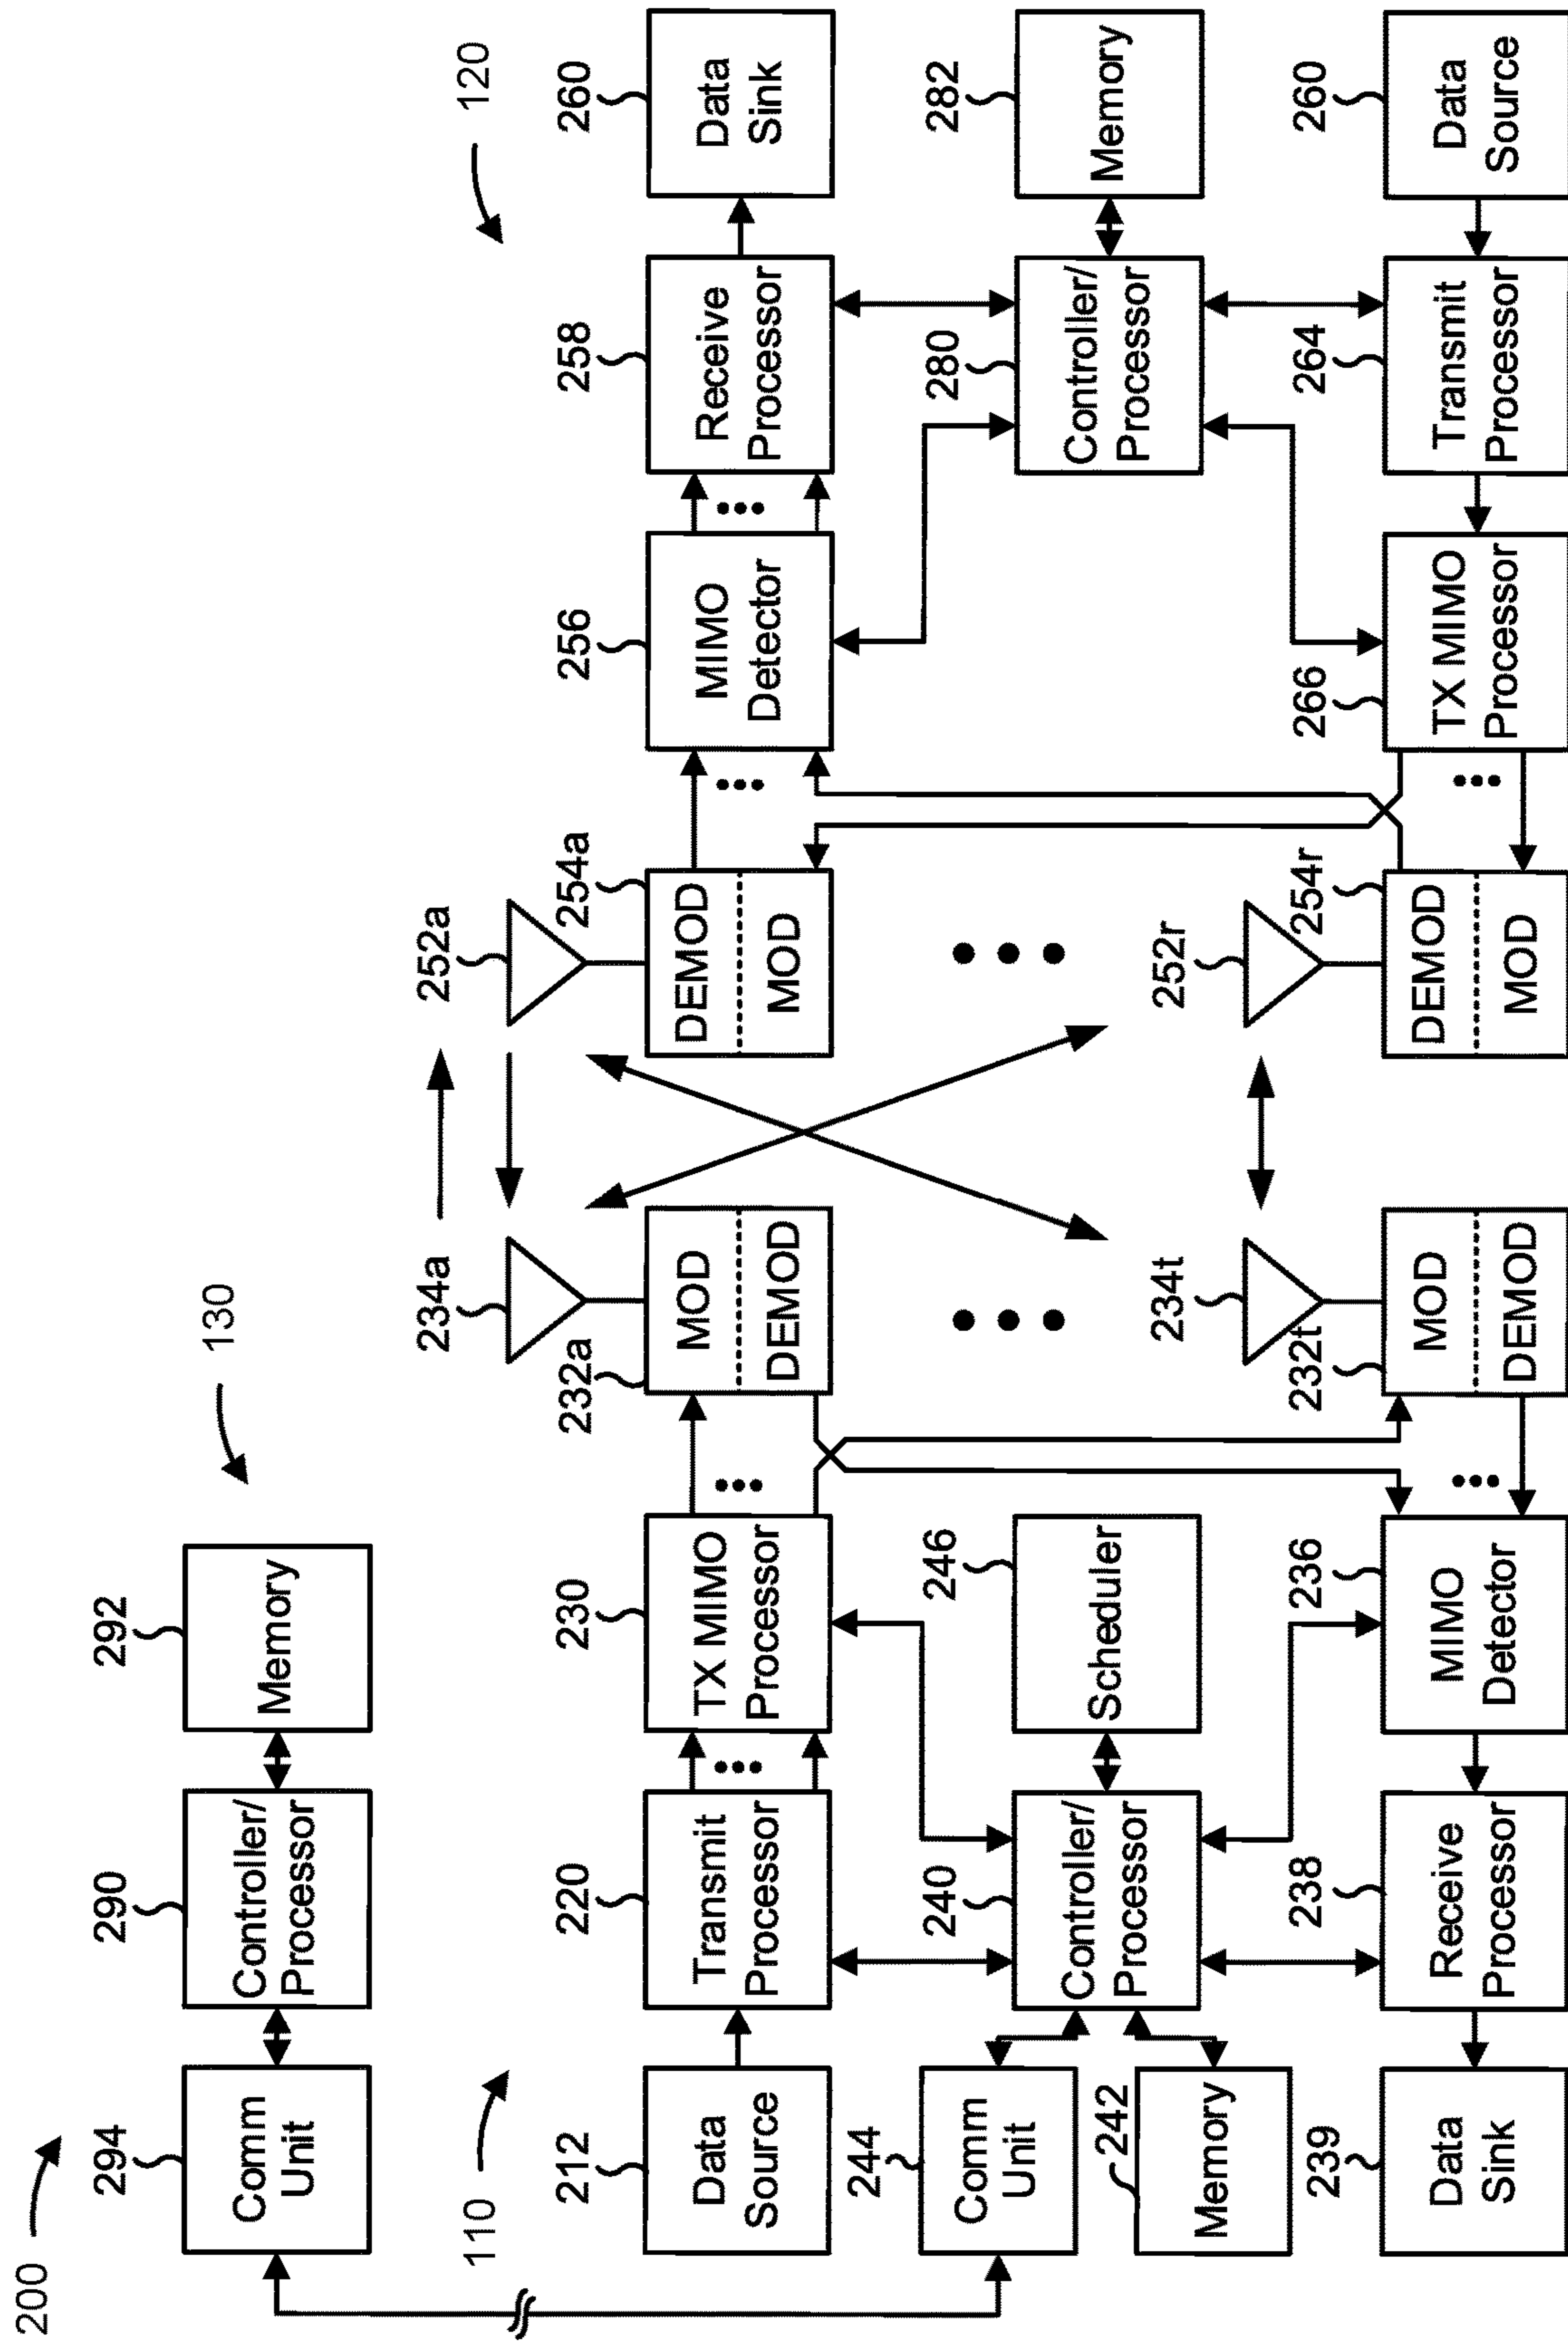 200
130
294
290
292
Comm
Unit
Controller/
Processor
Memory
110
120
234a
252a
212
220
230
232a
254a
256
258
260
Data
Source
Transmit
Processor
TX MIMO
Processor
MOD
DEMOD
DEMOD
MOD
MIMO
Detector
Receive
Processor
Data
Sink
244
240
246
280
282
Comm
Unit
Controller/
Processor
Scheduler
Controller/
Processor
Memory
242
Memory
234t
252r
239
238
236
232t
254r
266
264
260
Data
Sink
Receive
Processor
MIMO
Detector
MOD
DEMOD
DEMOD
MOD
TX MIMO
Processor
Transmit
Processor
Data
Source